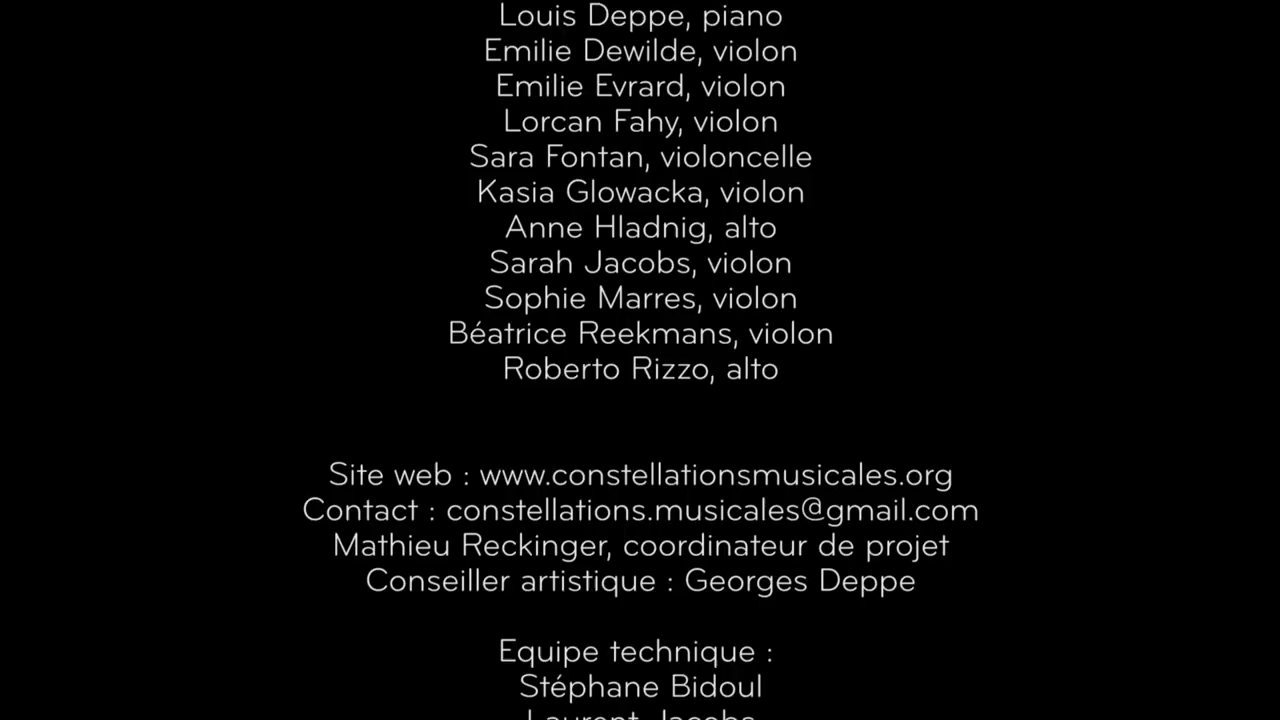 Louis Deppe, piano
Emilie Dewilde, violon
Emilie Evrard, violon
Lorcan Fahy, violon
Sara Fontan, violoncelle
Kasia Glowacka, violon
Anne Hladnig, alto
Sarah Jacobs, violon
Sophie Marres, violon
Béatrice Reekmans, violon
Roberto Rizzo, alto
Site web : www.constellationsmusicales.org
Contact : constellations.musicales@gmail.com
Mathieu Reckinger, coordinateur de projet
Conseiller artistique : Georges Deppe
Equipe technique :
Stéphane Bidoul
Laurent Jacobs